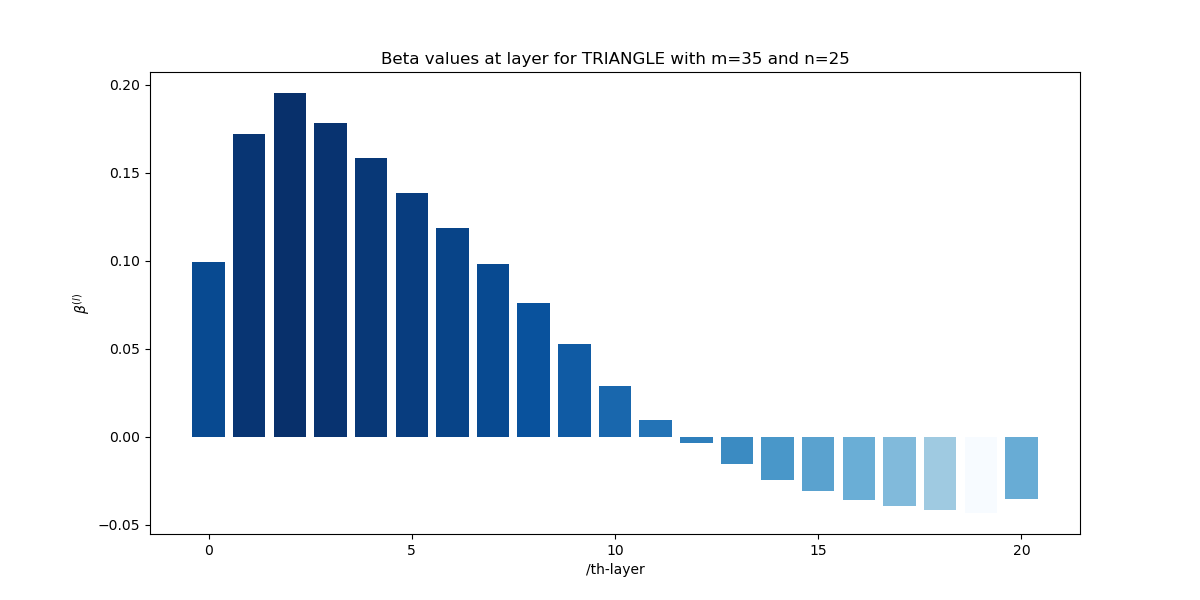 Beta values at layer for TRIANGLE with m=35 and n=25
0.20
0.15
0.10
0.05
0.00
−0.05
β^(l)
0 5 10 15 20
/th-layer